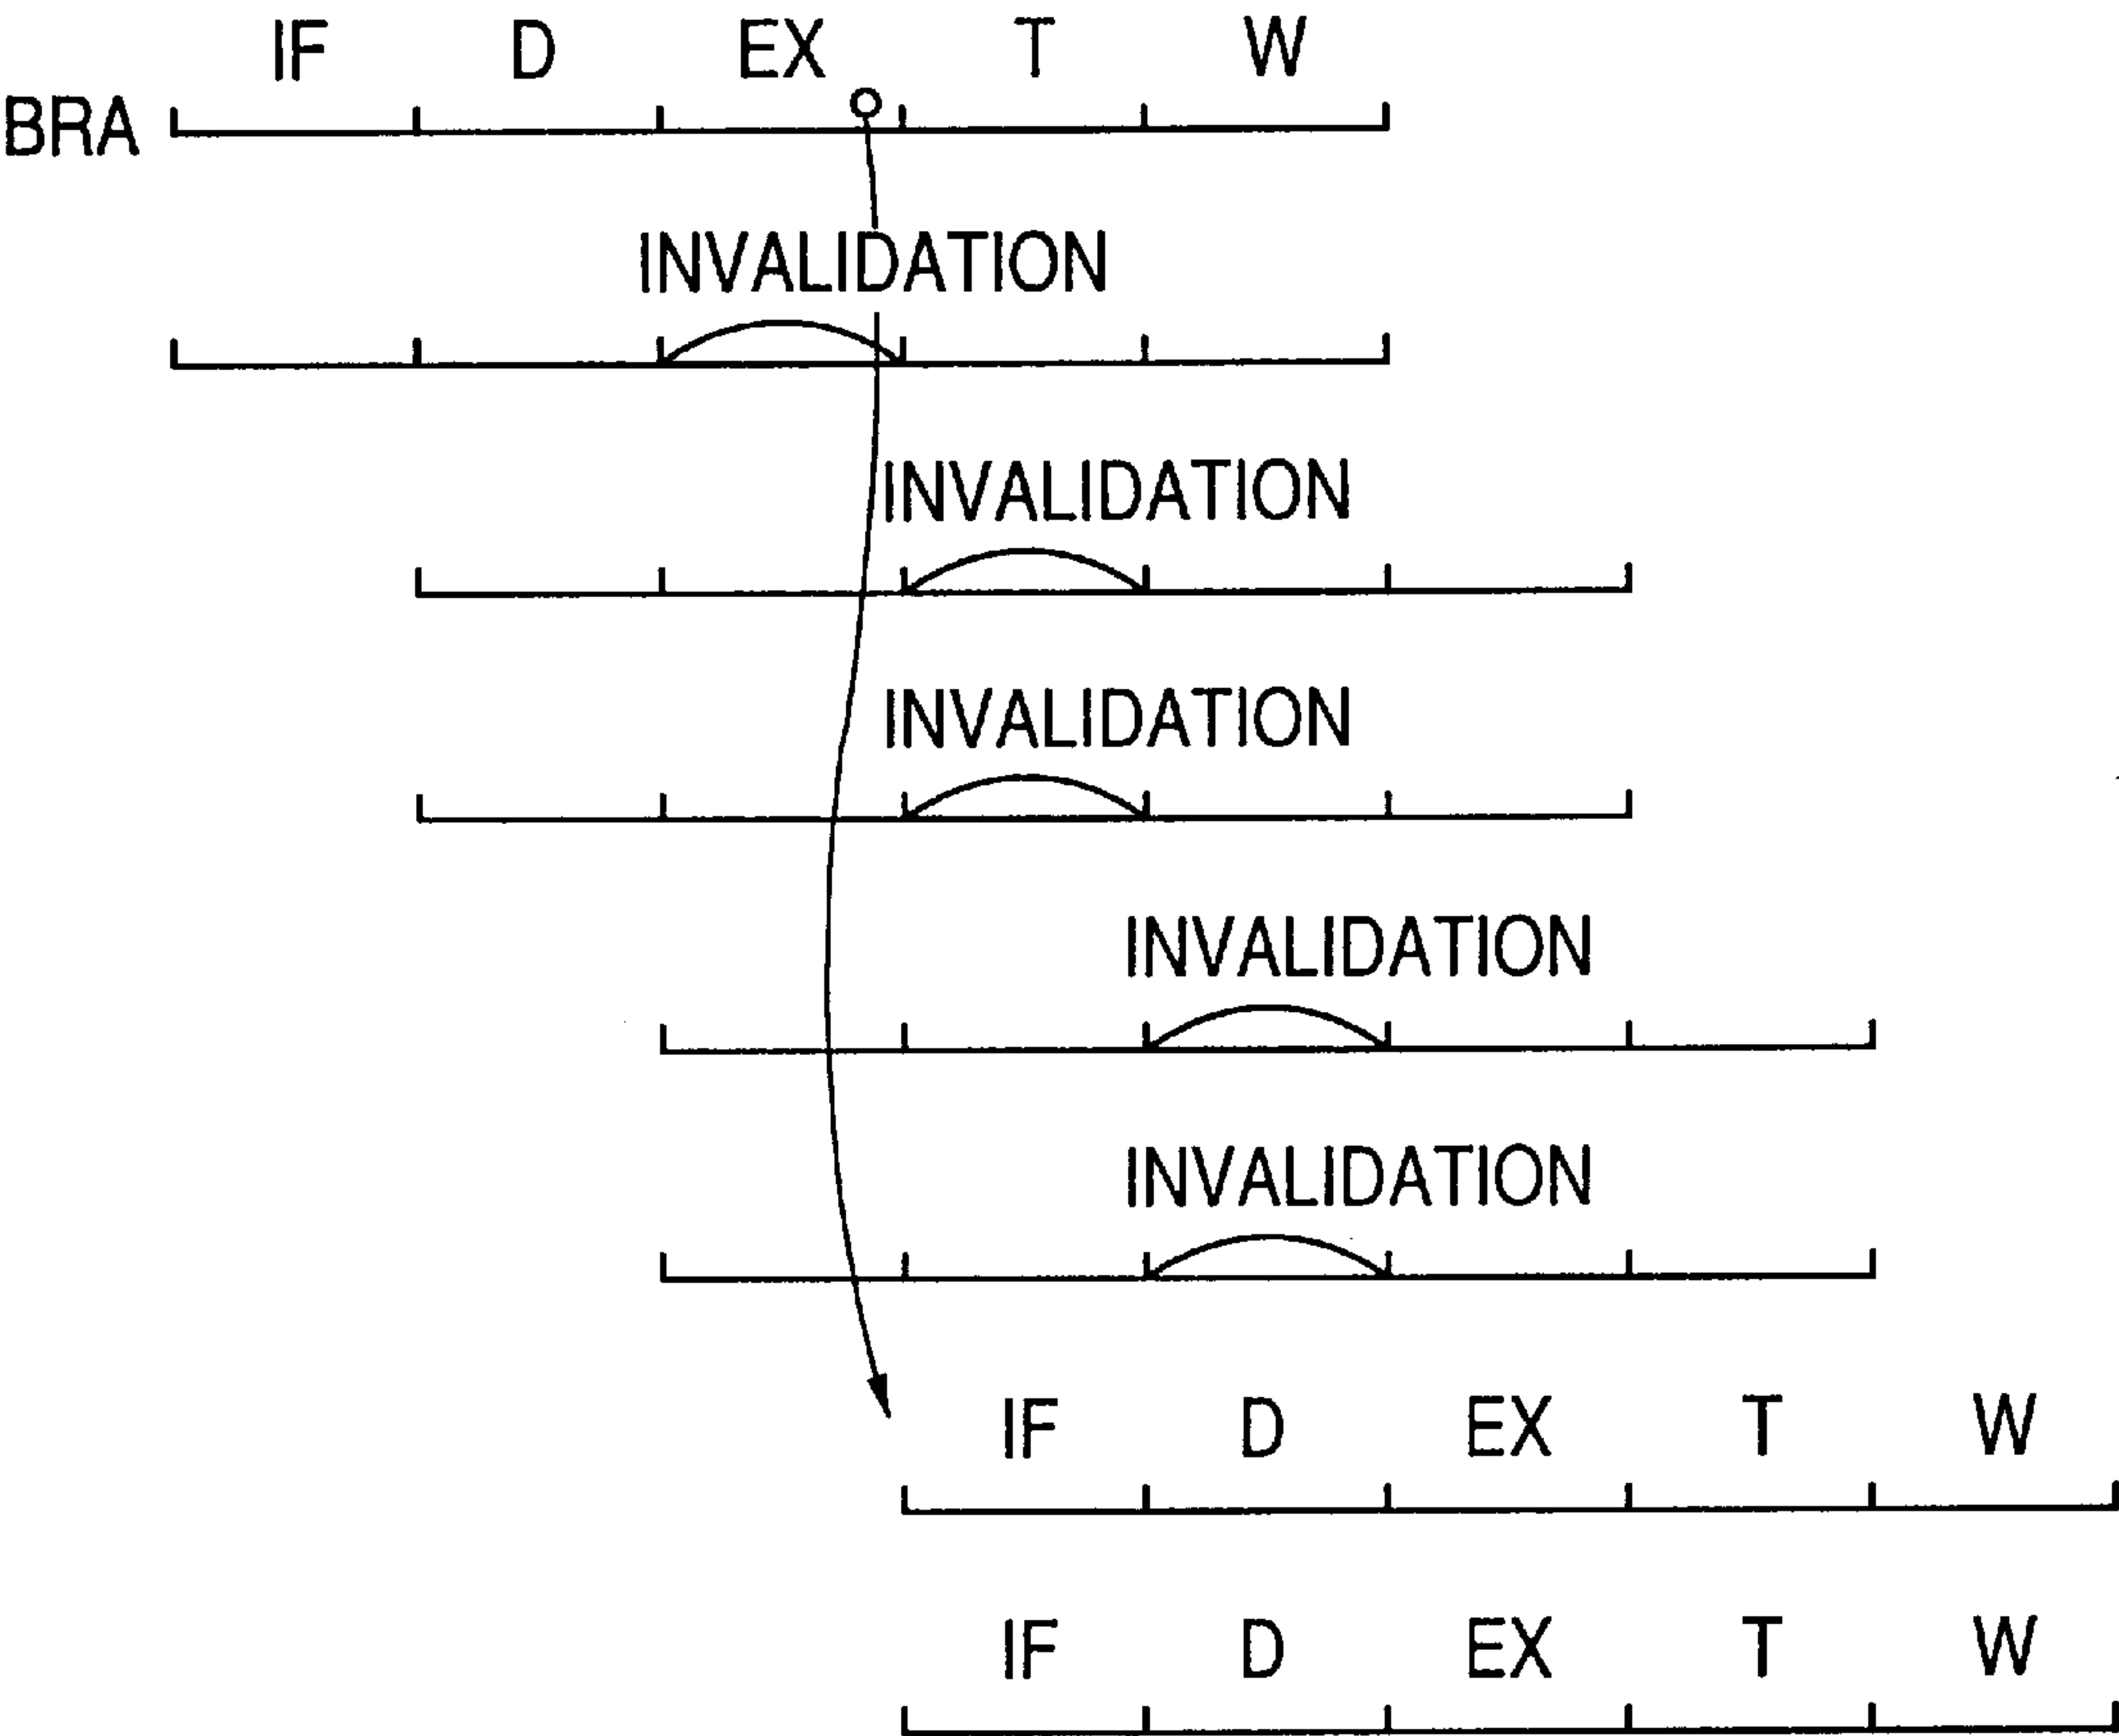 IF D EX T W
BRA
INVALIDATION
INVALIDATION
INVALIDATION
INVALIDATION
INVALIDATION
IF D EX T W
IF D EX T W